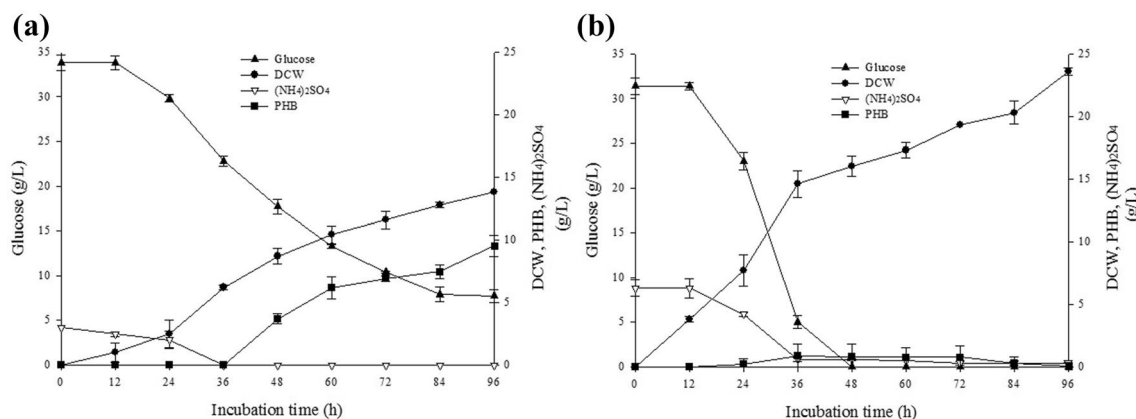 (a)
35
30
25
20
15
10
5
0
Glucose (g/L)
Glucose
DCW
(NH4)2SO4
PHB
25
20
15
10
5
0
DCW, PHB, (NH4)2SO4
(g/L)
0 12 24 36 48 60 72 84 96
Incubation time (h)
(b)
35
30
25
20
15
10
5
0
Glucose (g/L)
Glucose
DCW
(NH4)2SO4
PHB
25
20
15
10
5
0
DCW, PHB, (NH4)2SO4
(g/L)
0 12 24 36 48 60 72 84 96
Incubation time (h)